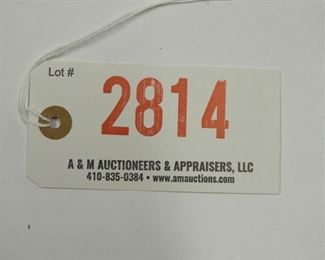 Lot #
2814
A & M AUCTIONEERS & APPRAISERS, LLC
410-835-0384 • www.amauctions.com